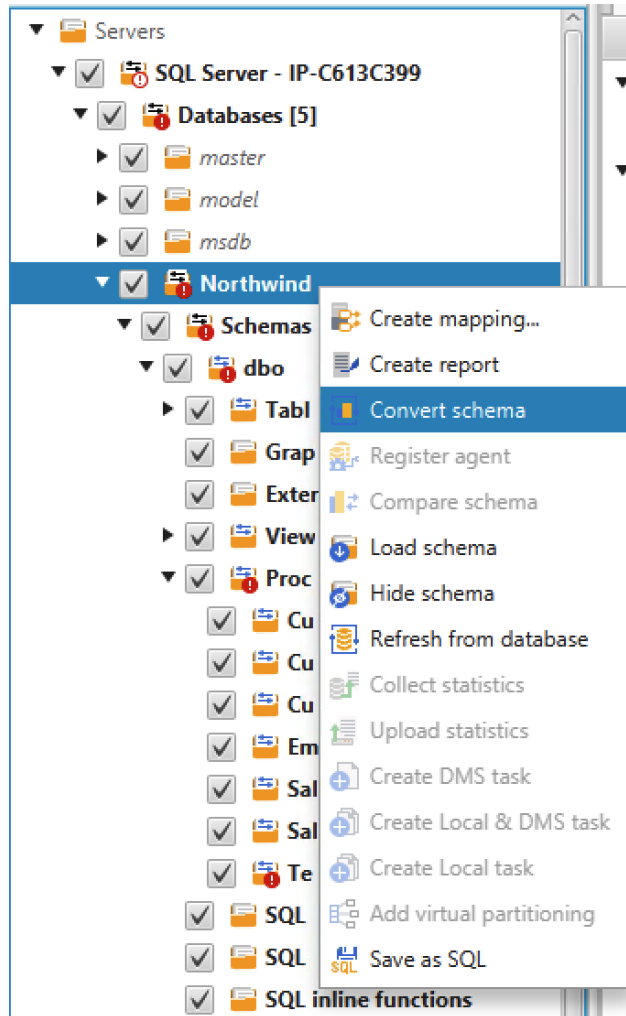 Servers
SQL Server - IP-C613C399
Databases [5]
master
model
msdb
Northwind
Schemas
dbo
Tabl
Grap
Exter
View
Proc
Cu
Cu
Cu
Em
Sal
Sal
Te
SQL
SQL
SQL inline functions
Create mapping...
Create report
Convert schema
Register agent
Compare schema
Load schema
Hide schema
Refresh from database
Collect statistics
Upload statistics
Create DMS task
Create Local & DMS task
Create Local task
Add virtual partitioning
SQL Save as SQL